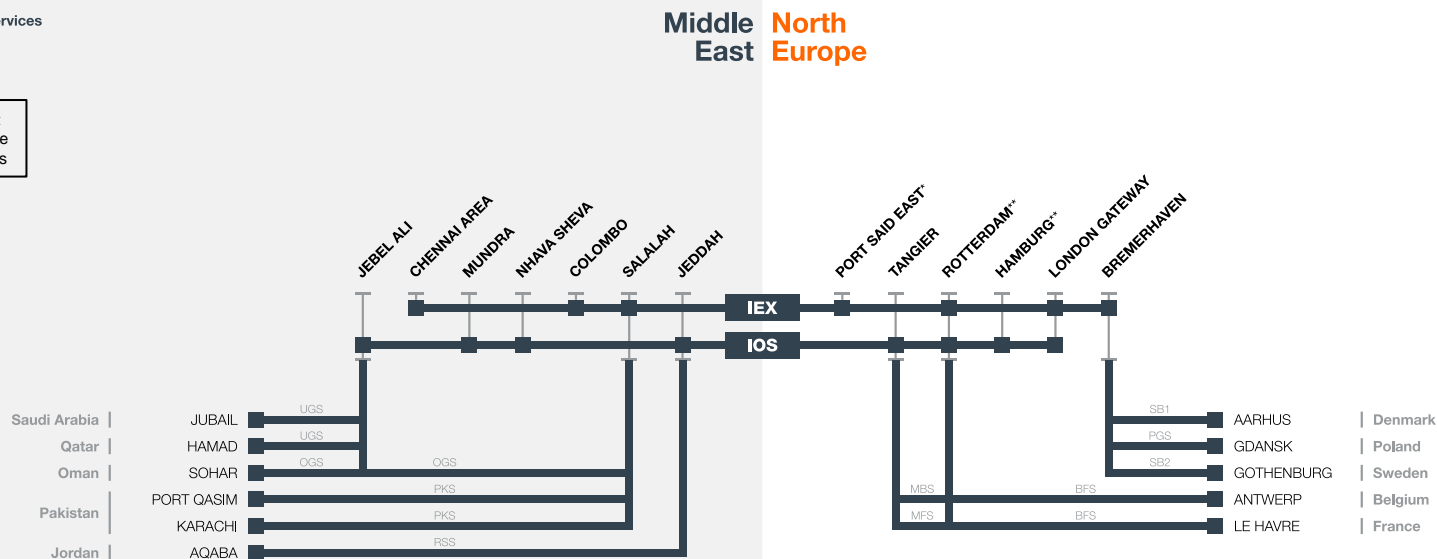 Middle North
East Europe
JEBEL ALI
CHENNAI AREA
MUNDRA
NHAVA SHEVA
COLOMBO
SALALAH
JEDDAH
PORT SAID EAST*
TANGIER
ROTTERDAM**
HAMBURG**
LONDON GATEWAY
BREMERHAVEN
IEX
IOS
Saudi Arabia | JUBAIL UGS
Qatar | HAMAD UGS
Oman | SOHAR OGS OGS
Pakistan | PORT QASIM PKS
KARACHI PKS
Jordan | AQABA RSS
SB1 AARHUS | Denmark
PGS GDANSK | Poland
SB2 GOTHENBURG | Sweden
MBS BFS ANTWERP | Belgium
MFS BFS LE HAVRE | France